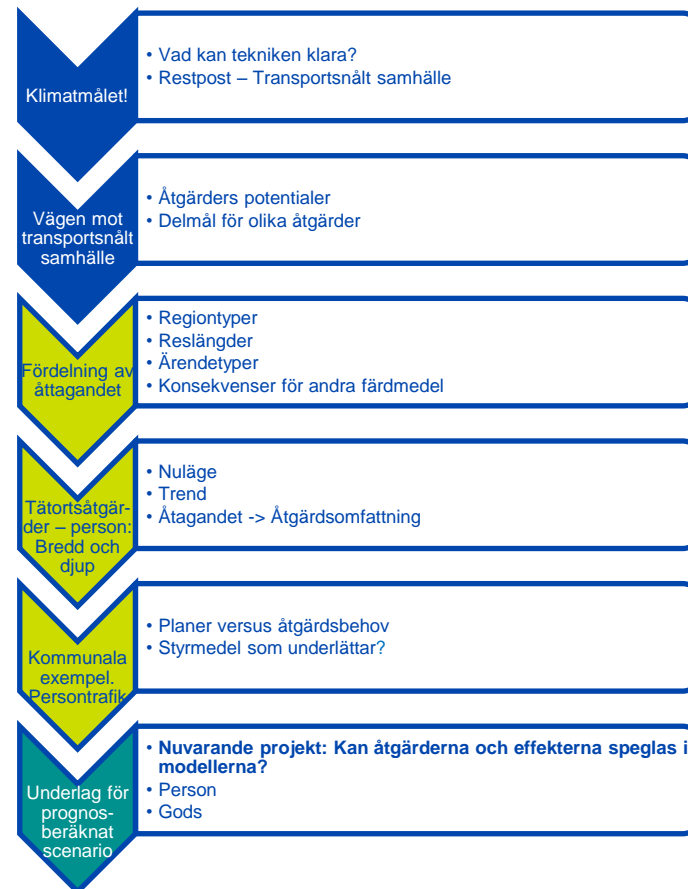 Klimatmålet!
• Vad kan tekniken klara?
• Restpost – Transportsnålt samhälle
Vägen mot
transportsnålt
samhälle
• Åtgärders potentialer
• Delmål för olika åtgärder
Fördelning av
åttagandet
• Regiontyper
• Reslängder
• Ärendetyper
• Konsekvenser för andra färdmedel
Tätortsåtgär-
der – person:
Bredd och
djup
• Nuläge
• Trend
• Åtagandet -> Åtgärdsomfattning
Kommunala
exempel.
Persontrafik
• Planer versus åtgärdsbehov
• Styrmedel som underlättar?
Underlag för
prognos-
beräknat
scenario
• Nuvarande projekt: Kan åtgärderna och effekterna speglas i
modellerna?
• Person
• Gods